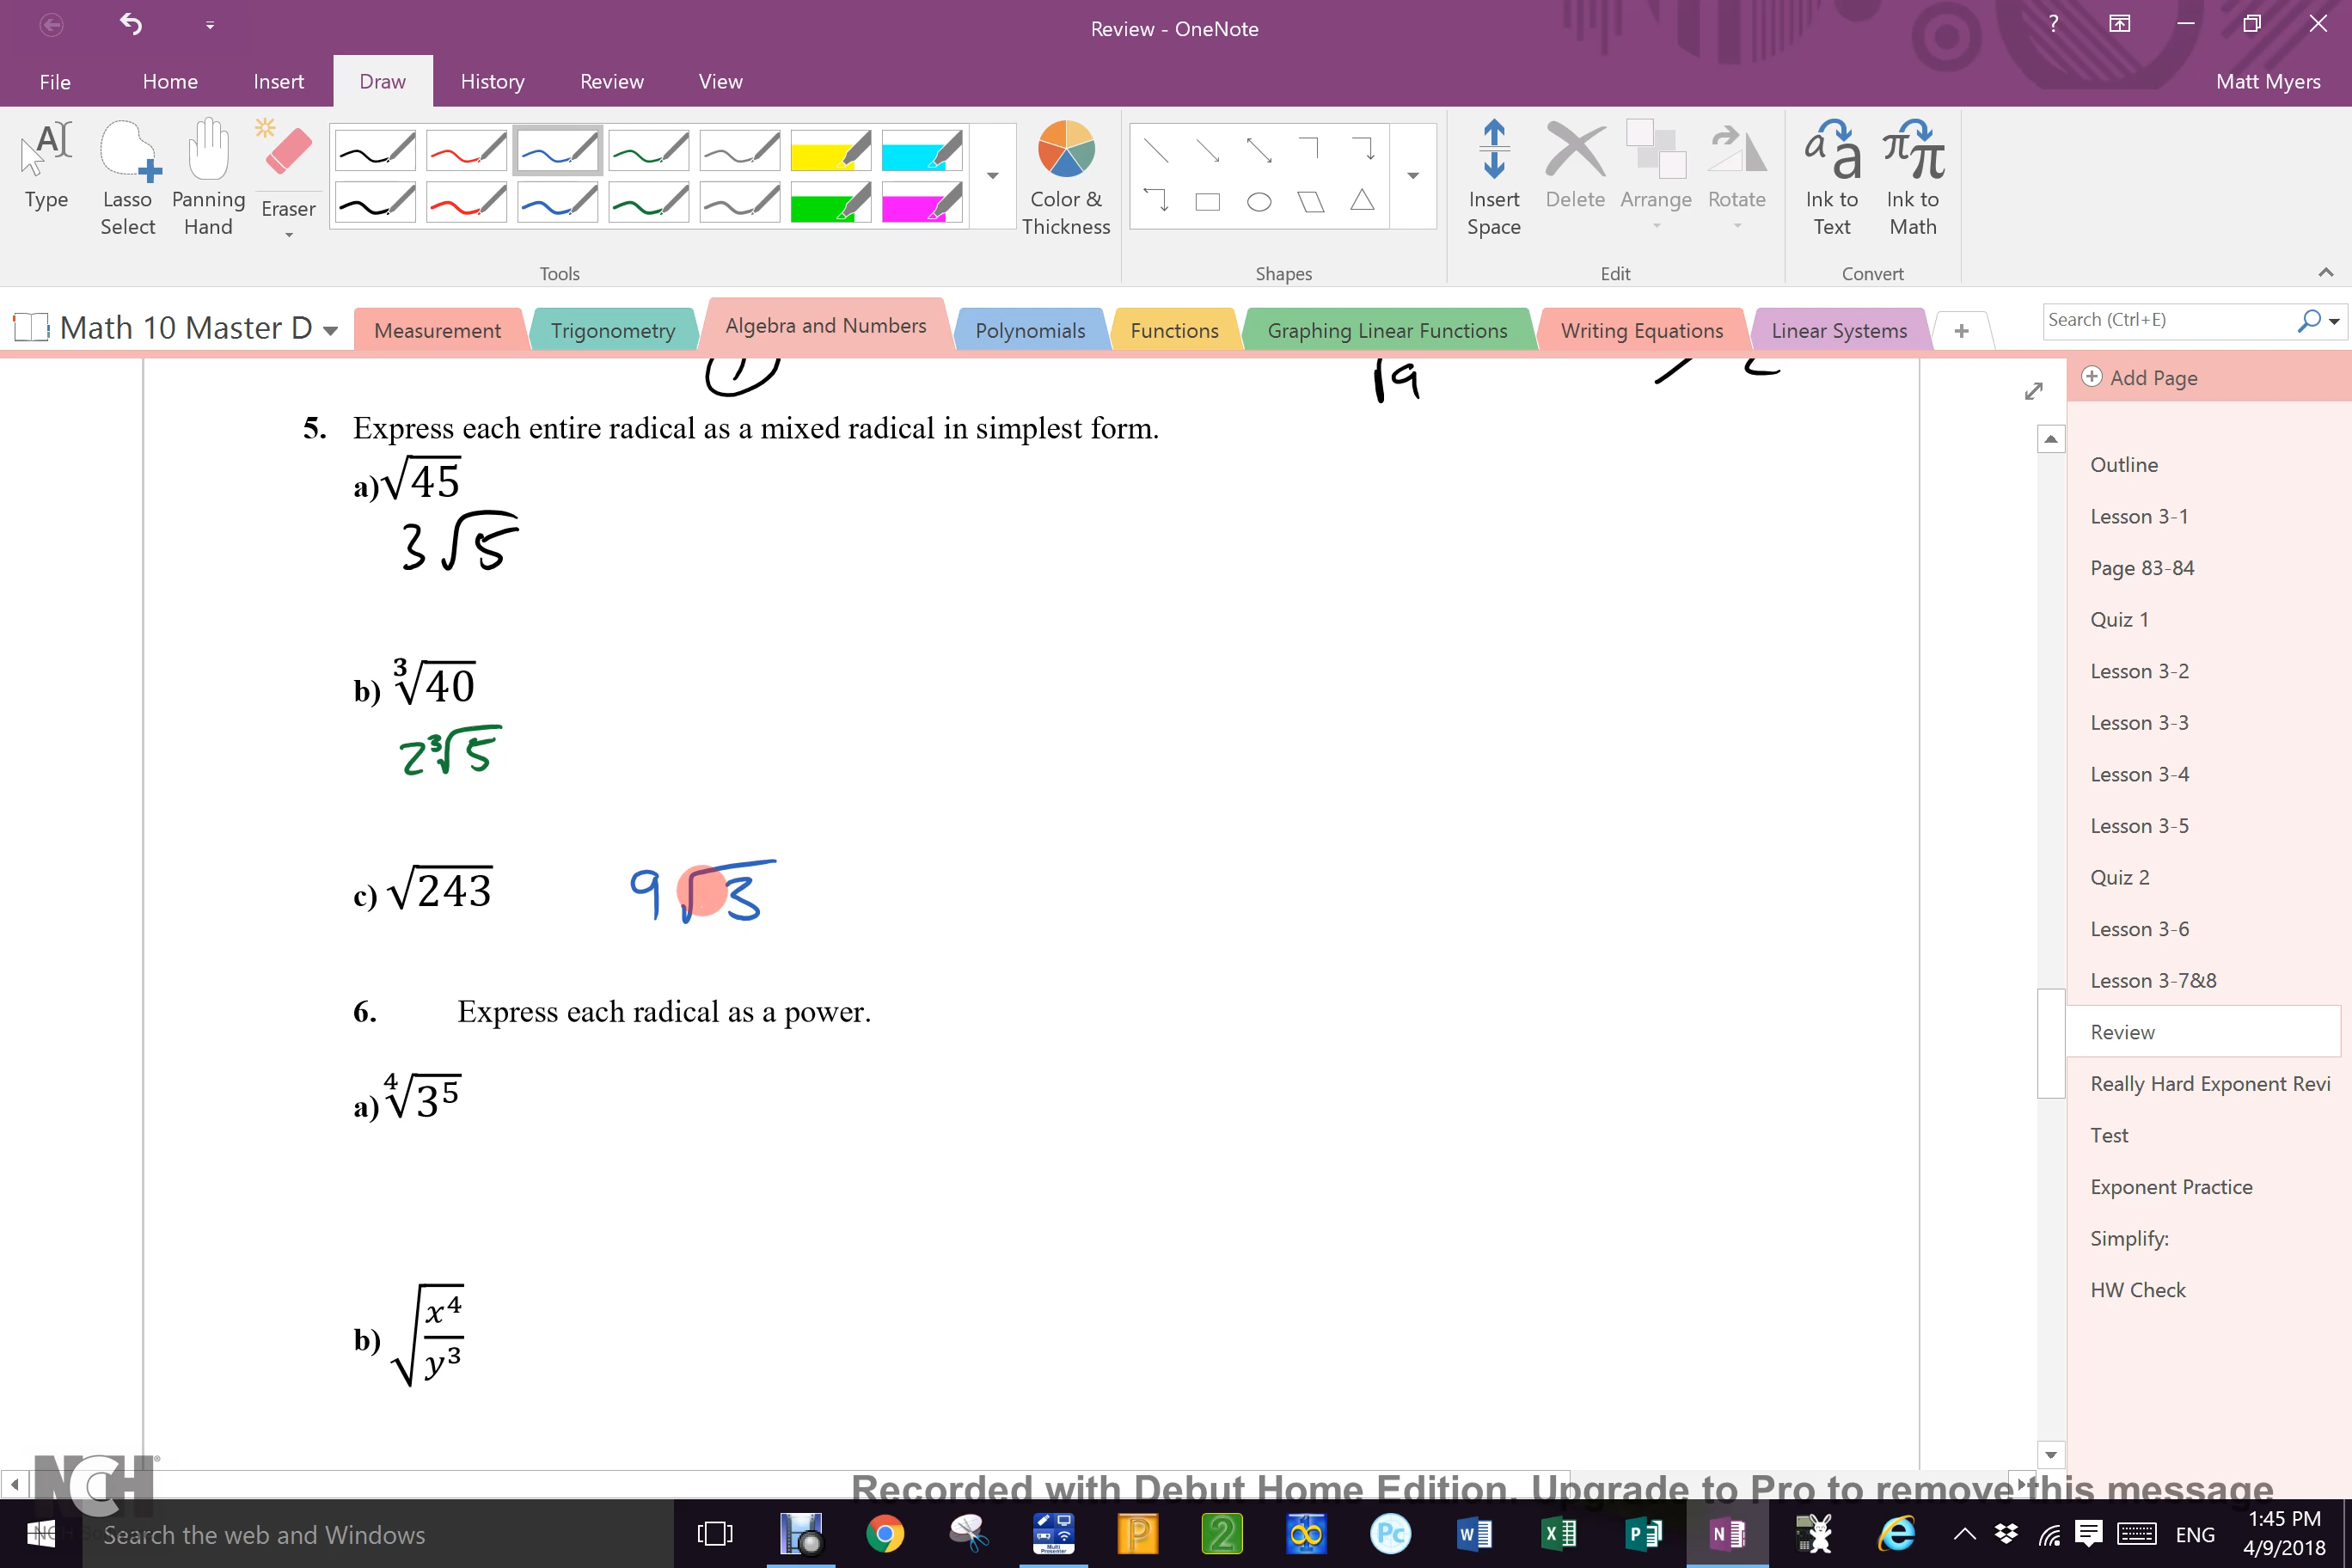 Review - OneNote
?
File Home Insert Draw History Review View Matt Myers
Type
Lasso Select
Panning Hand
Eraser
Color & Thickness
Insert Space
Delete Arrange Rotate
Ink to Text
Ink to Math
Tools Shapes Edit Convert
Math 10 Master D
Measurement Trigonometry Algebra and Numbers Polynomials Functions Graphing Linear Functions Writing Equations Linear Systems
Search (Ctrl+E)
Add Page
√9
5. Express each entire radical as a mixed radical in simplest form.
a) √45
3√5
b) ³√40
2³√5
c) √243 9√3
6. Express each radical as a power.
a) ⁴√3⁵
b) √(x⁴/y³)
Outline
Lesson 3-1
Page 83-84
Quiz 1
Lesson 3-2
Lesson 3-3
Lesson 3-4
Lesson 3-5
Quiz 2
Lesson 3-6
Lesson 3-7&8
Review
Really Hard Exponent Revi
Test
Exponent Practice
Simplify:
HW Check
NCH
Recorded with Debut Home Edition. Upgrade to Pro to remove this message
Search the web and Windows
ENG
1:45 PM
4/9/2018